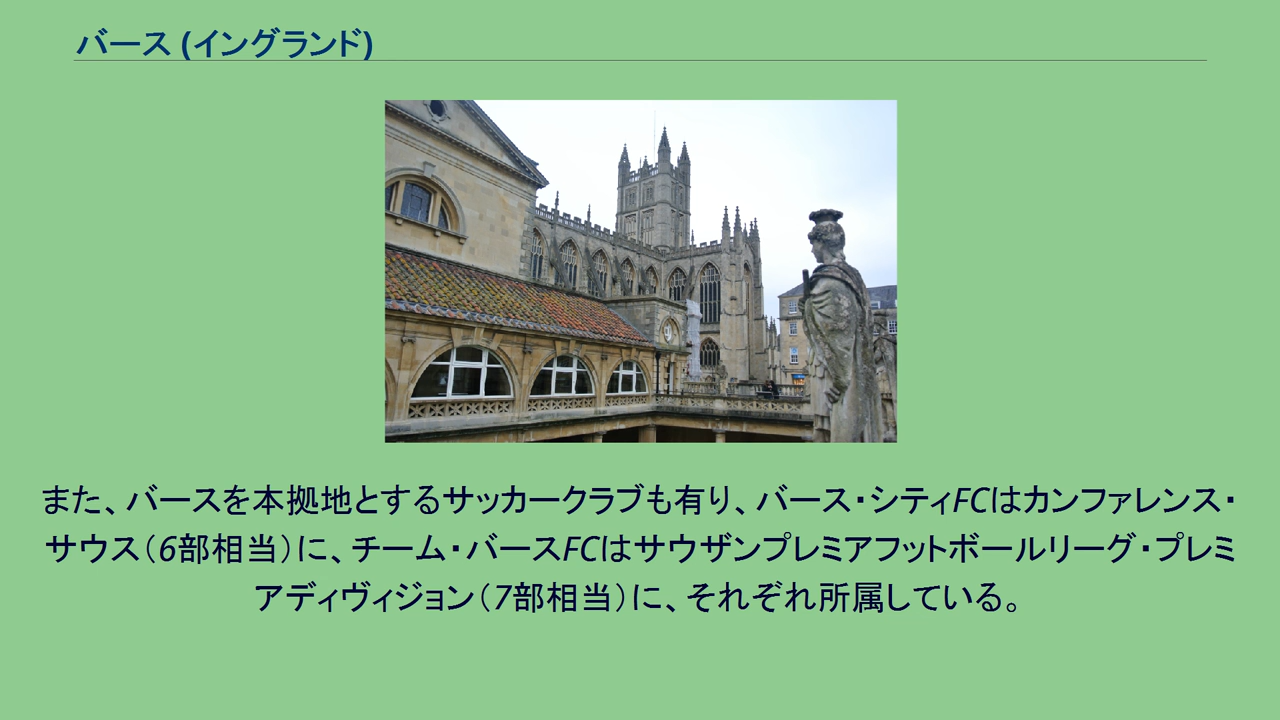 バース (イングランド)
また、バースを本拠地とするサッカークラブも有り、バース・シティFCはカンファレンス・
サウス（6部相当）に、チーム・バースFCはサウザンプレミアフットボールリーグ・プレミ
アディヴィジョン（7部相当）に、それぞれ所属している。